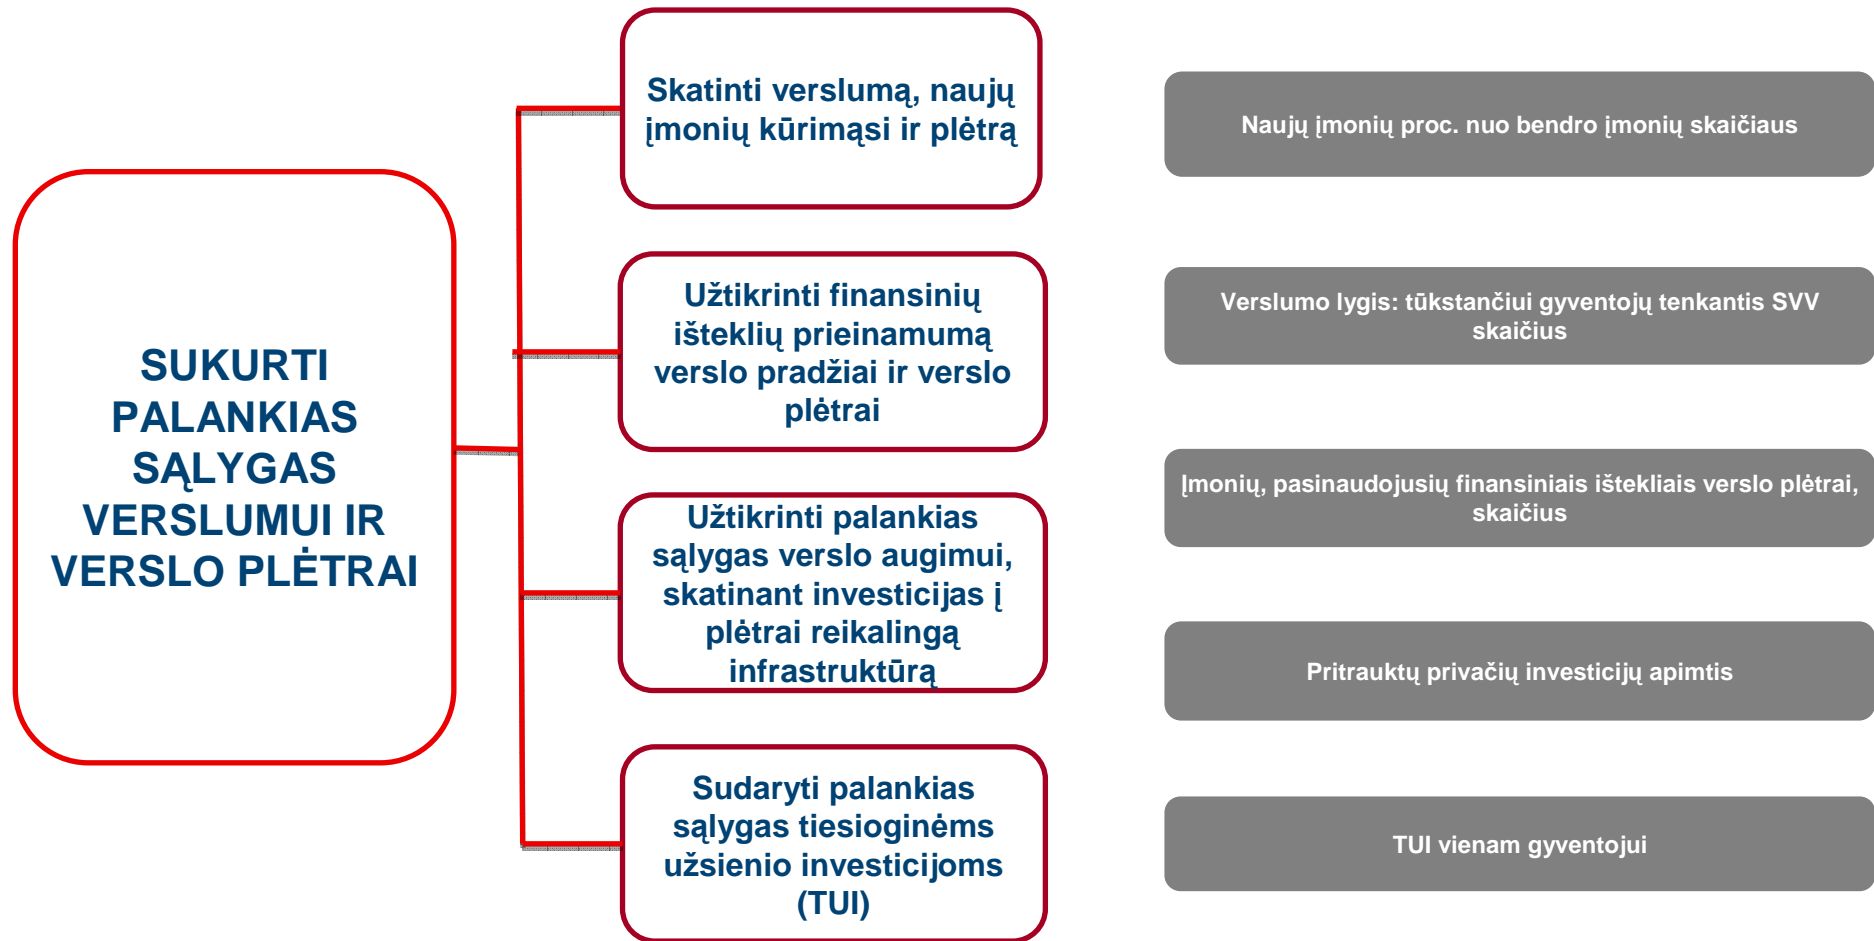 SUKURTI
PALANKIAS
SĄLYGAS
VERSLUMUI IR
VERSLO PLĖTRAI
Skatinti verslumą, naujų
įmonių kūrimąsi ir plėtrą
Užtikrinti finansinių
išteklių prieinamumą
verslo pradžiai ir verslo
plėtrai
Užtikrinti palankias
sąlygas verslo augimui,
skatinant investicijas į
plėtrai reikalingą
infrastruktūrą
Sudaryti palankias
sąlygas tiesioginėms
užsienio investicijoms
(TUI)
Naujų įmonių proc. nuo bendro įmonių skaičiaus
Verslumo lygis: tūkstančiui gyventojų tenkantis SVV
skaičius
Įmonių, pasinaudojusių finansiniais ištekliais verslo plėtrai,
skaičius
Pritrauktų privačių investicijų apimtis
TUI vienam gyventojui